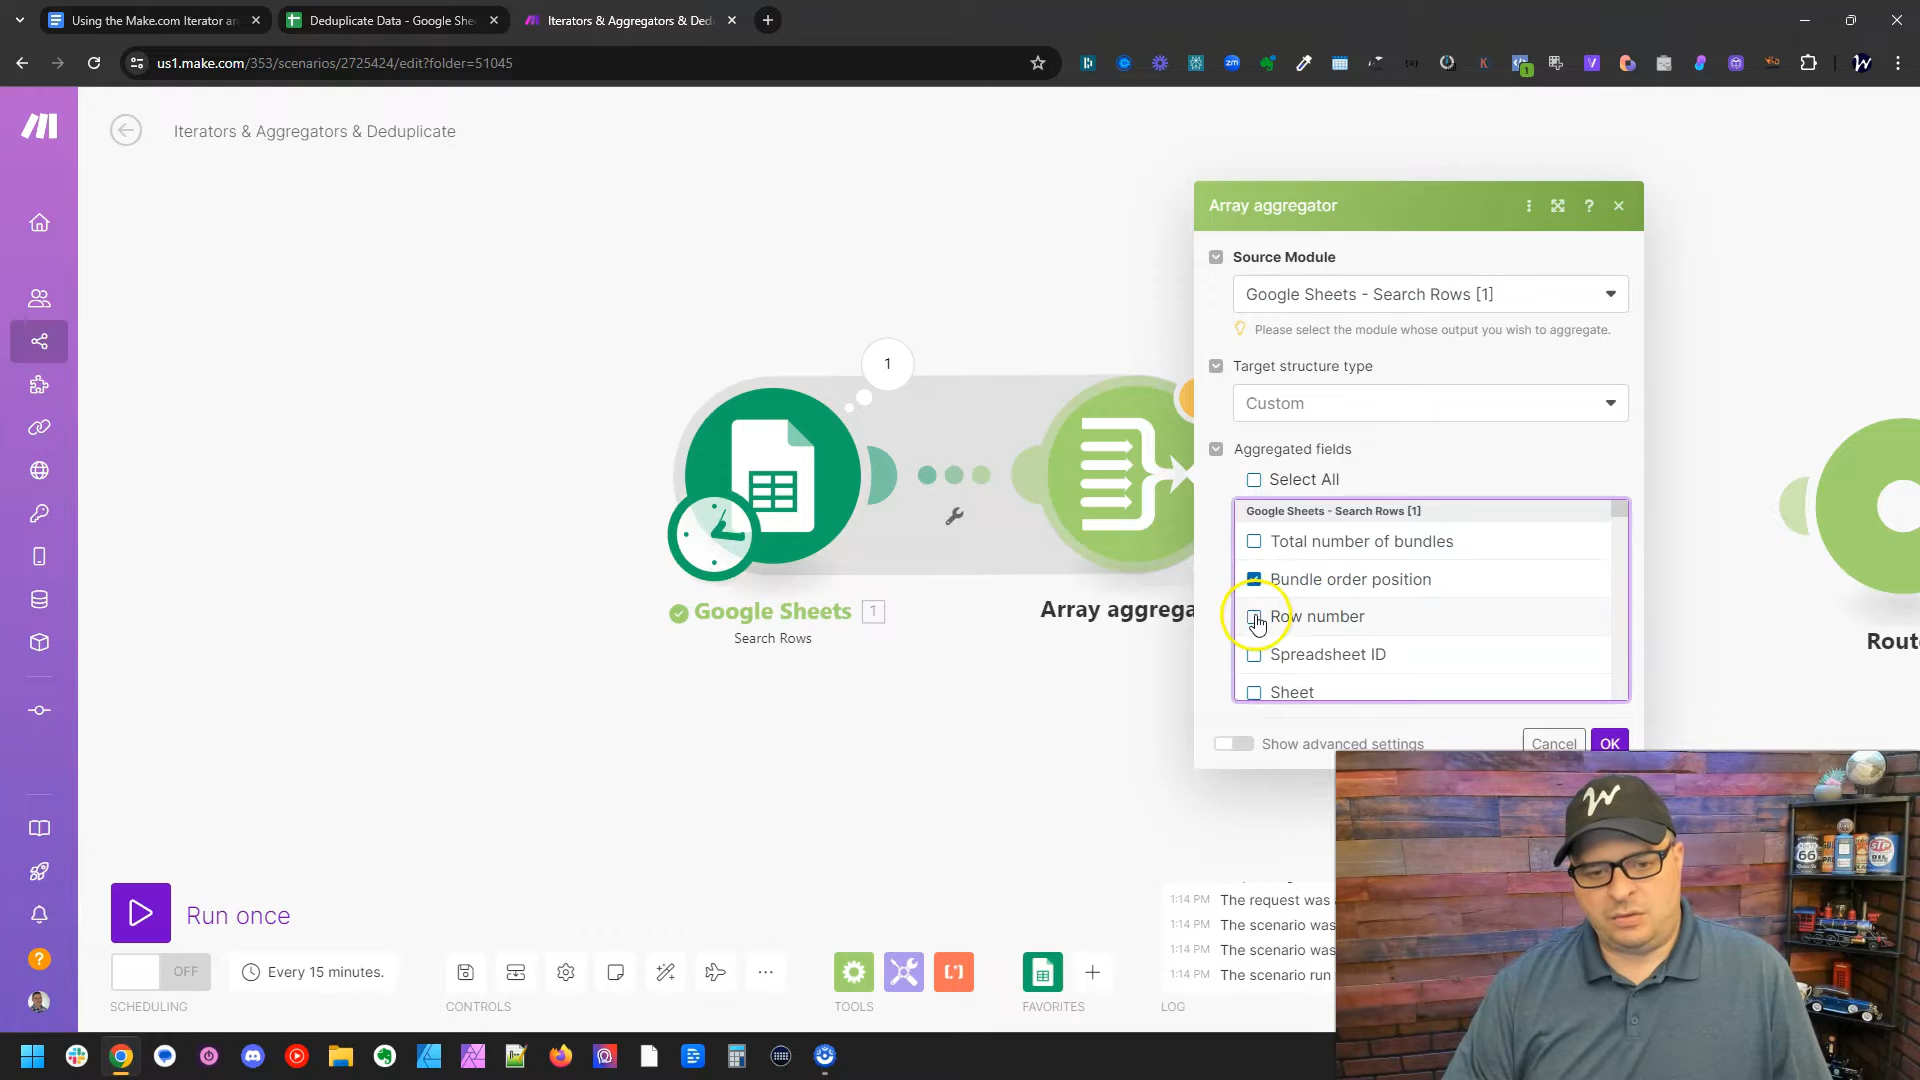 Using the Make.com Iterator an
Deduplicate Data - Google She
Iterators & Aggregators & Ded
us1.make.com/353/scenarios/2725424/edit?folder=51045
Iterators & Aggregators & Deduplicate
Array aggregator
Source Module
Google Sheets - Search Rows [1]
Please select the module whose output you wish to aggregate.
Target structure type
Custom
Aggregated fields
Select All
Google Sheets - Search Rows [1]
Total number of bundles
Bundle order position
Row number
Spreadsheet ID
Sheet
Show advanced settings
Cancel
OK
1
Google Sheets
1
Search Rows
Array aggrega
Rout
Run once
OFF
Every 15 minutes.
SCHEDULING
CONTROLS
TOOLS
FAVORITES
LOG
1:14 PM The request was
1:14 PM The scenario was
1:14 PM The scenario was
1:14 PM The scenario run
ROUTE
66
STP
OIL